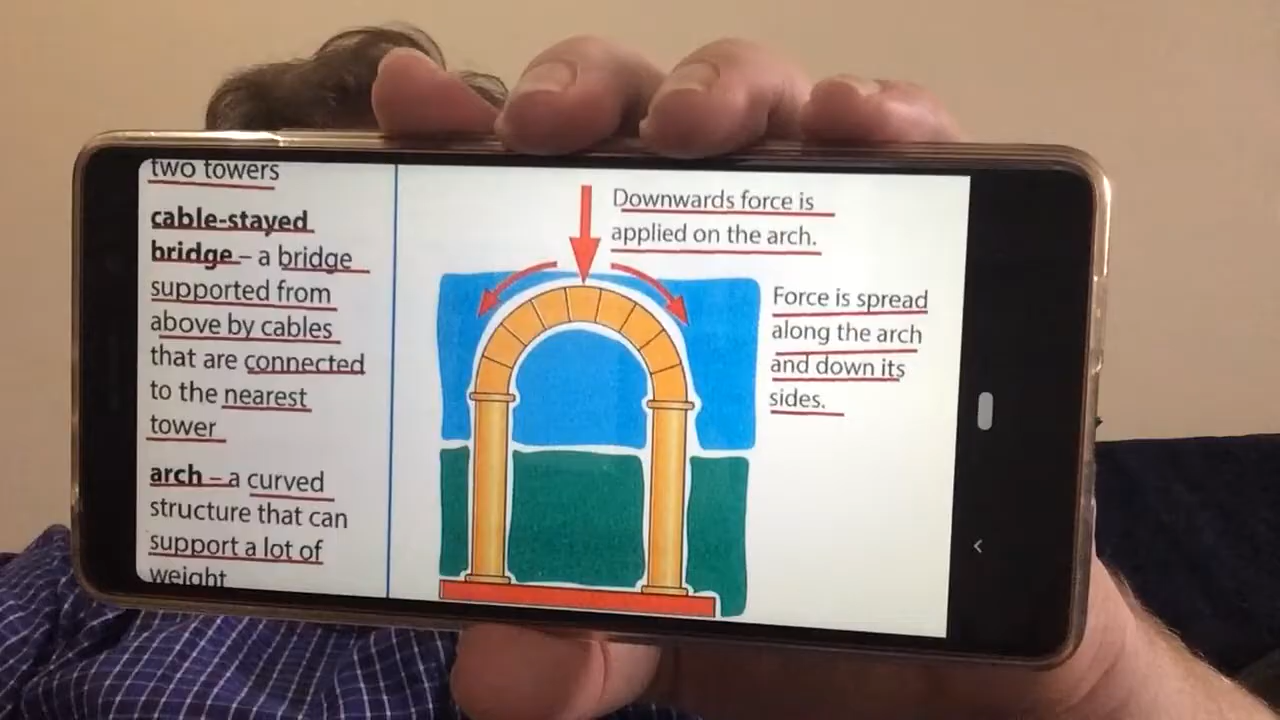 two towers
cable-stayed
bridge – a bridge
supported from
above by cables
that are connected
to the nearest
tower
arch – a curved
structure that can
support a lot of
weight
Downwards force is
applied on the arch.
Force is spread
along the arch
and down its
sides.